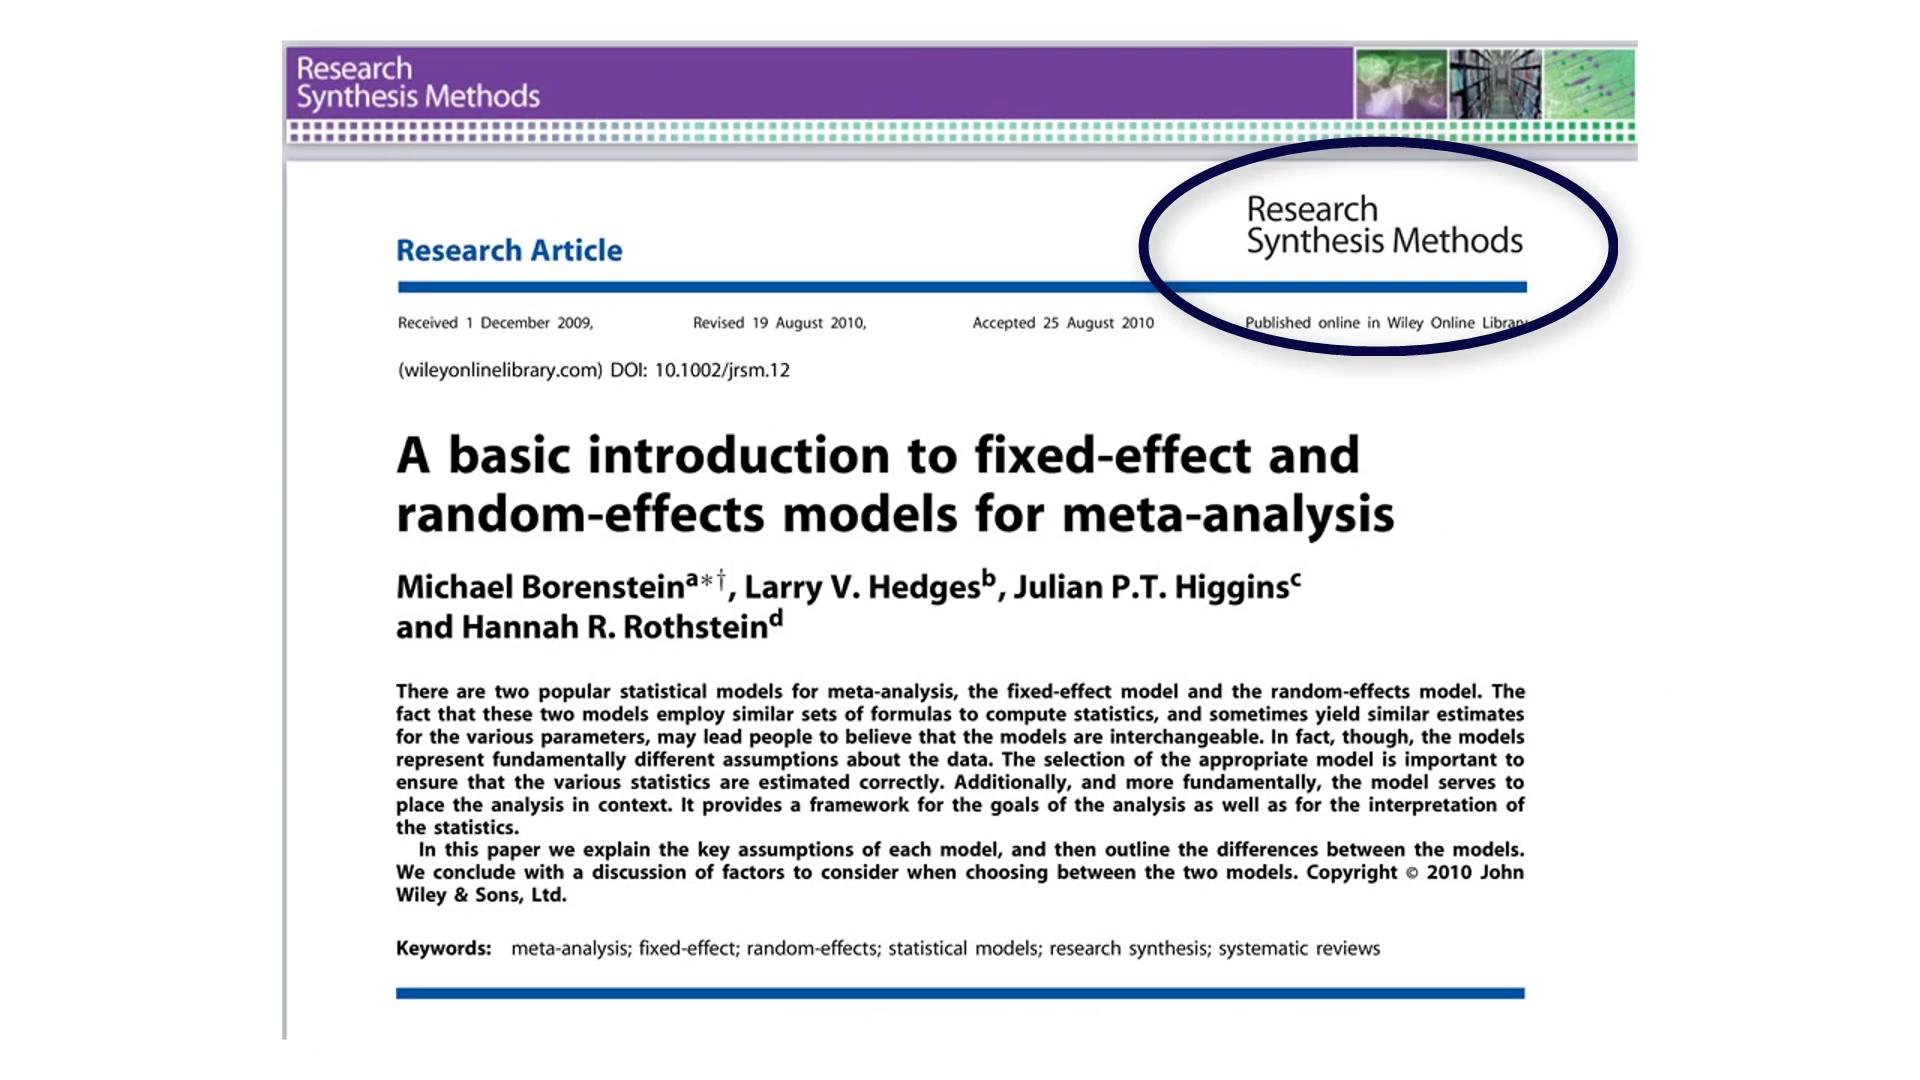 Research
Synthesis Methods
Research
Synthesis Methods
Research Article
Received 1 December 2009,
Revised 19 August 2010,
Accepted 25 August 2010
Published online in Wiley Online Library
(wileyonlinelibrary.com) DOI: 10.1002/jrsm.12
A basic introduction to fixed-effect and
random-effects models for meta-analysis
Michael Borenstein^a*†, Larry V. Hedges^b, Julian P.T. Higgins^c
and Hannah R. Rothstein^d
There are two popular statistical models for meta-analysis, the fixed-effect model and the random-effects model. The
fact that these two models employ similar sets of formulas to compute statistics, and sometimes yield similar estimates
for the various parameters, may lead people to believe that the models are interchangeable. In fact, though, the models
represent fundamentally different assumptions about the data. The selection of the appropriate model is important to
ensure that the various statistics are estimated correctly. Additionally, and more fundamentally, the model serves to
place the analysis in context. It provides a framework for the goals of the analysis as well as for the interpretation of
the statistics.
In this paper we explain the key assumptions of each model, and then outline the differences between the models.
We conclude with a discussion of factors to consider when choosing between the two models. Copyright © 2010 John
Wiley & Sons, Ltd.
Keywords: meta-analysis; fixed-effect; random-effects; statistical models; research synthesis; systematic reviews